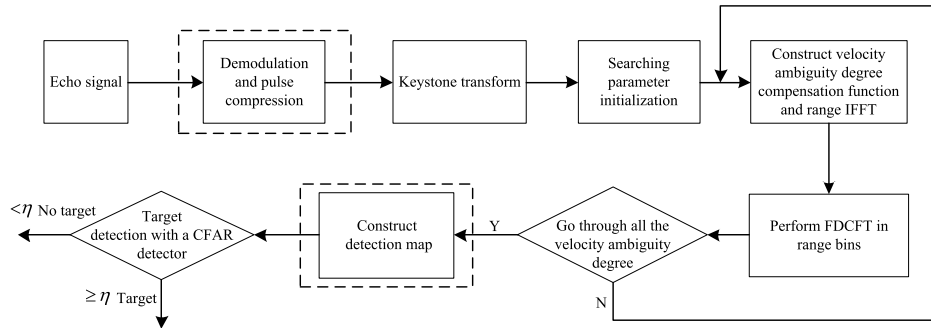 Echo signal
Demodulation
and pulse
compression
Keystone transform
Searching
parameter
initialization
Construct velocity
ambiguity degree
compensation function
and range IFFT
Perform FDCFT in
range bins
Go through all the
velocity ambiguity
degree
Y
N
Construct
detection map
Target
detection with a CFAR
detector
<η No target
≥η Target